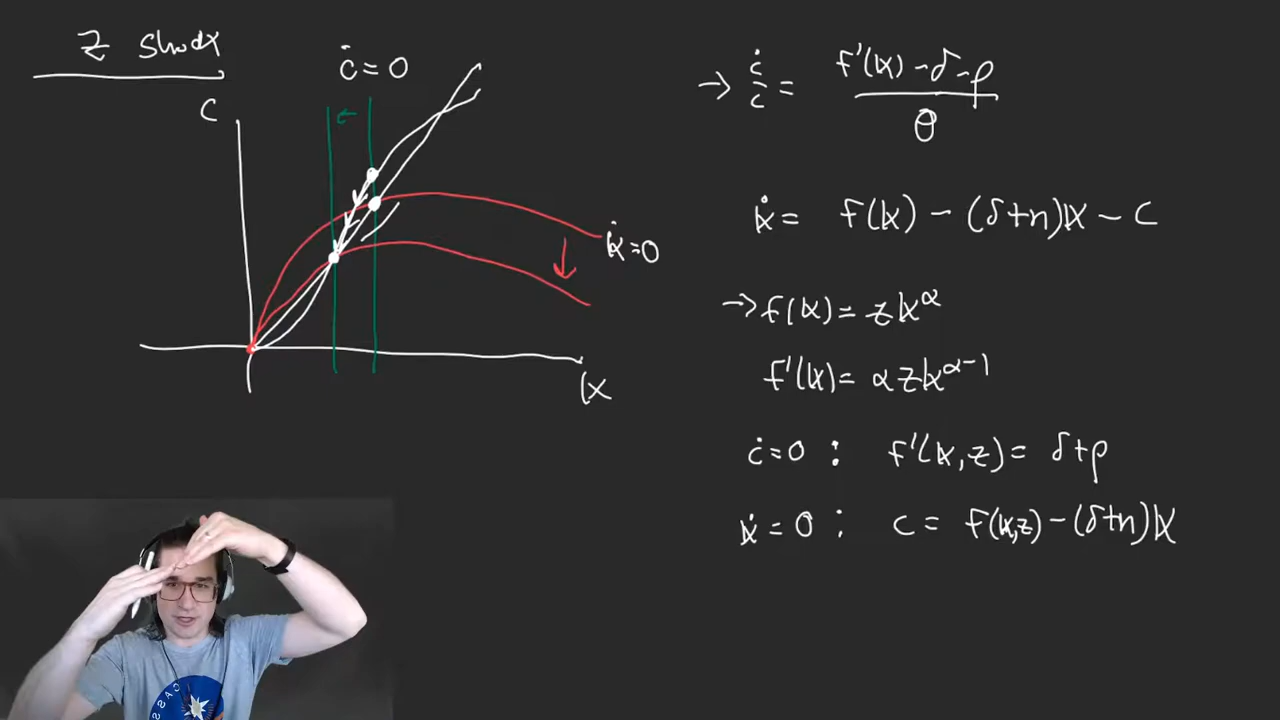 z shock
ċ = 0
c
k̇ = 0
k
→ ċ/c = (f'(k) - δ - ρ)/θ
k̇ = f(k) - (δ+n)k - c
→ f(k) = zk^α
f'(k) = αzk^(α-1)
ċ = 0 : f'(k,z) = δ+ρ
k̇ = 0 : c = f(k,z) - (δ+n)k